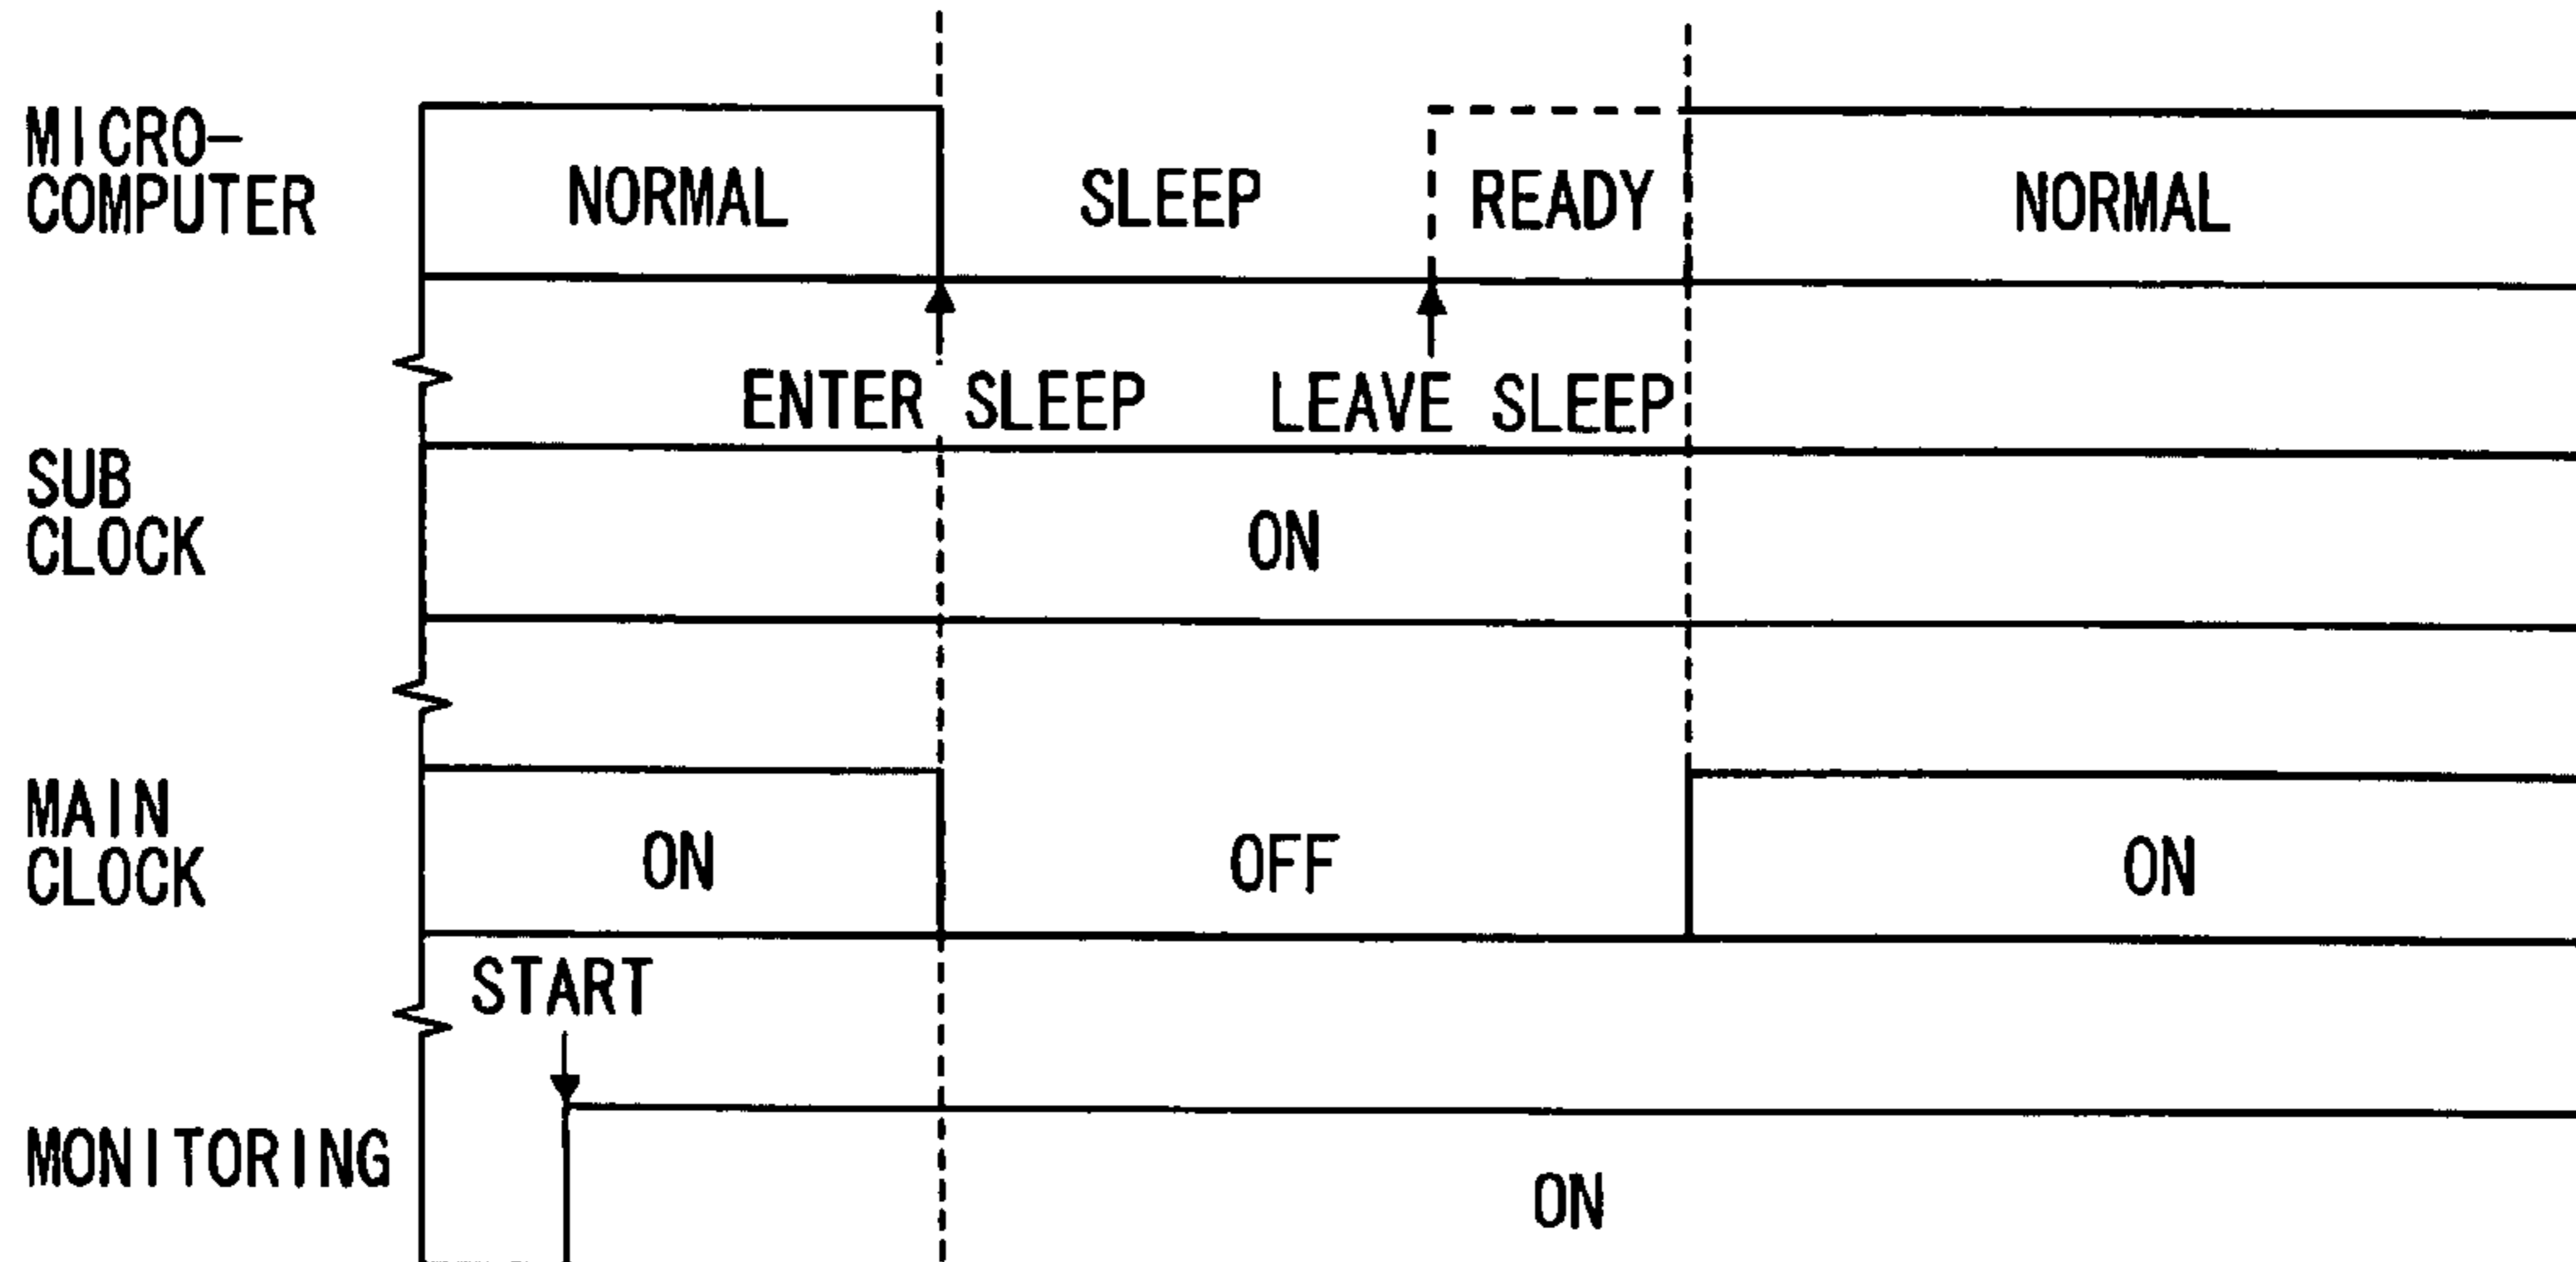 MICRO-
COMPUTER
NORMAL
SLEEP
READY
NORMAL
ENTER SLEEP
LEAVE SLEEP
SUB
CLOCK
ON
MAIN
CLOCK
ON
OFF
ON
START
MONITORING
ON